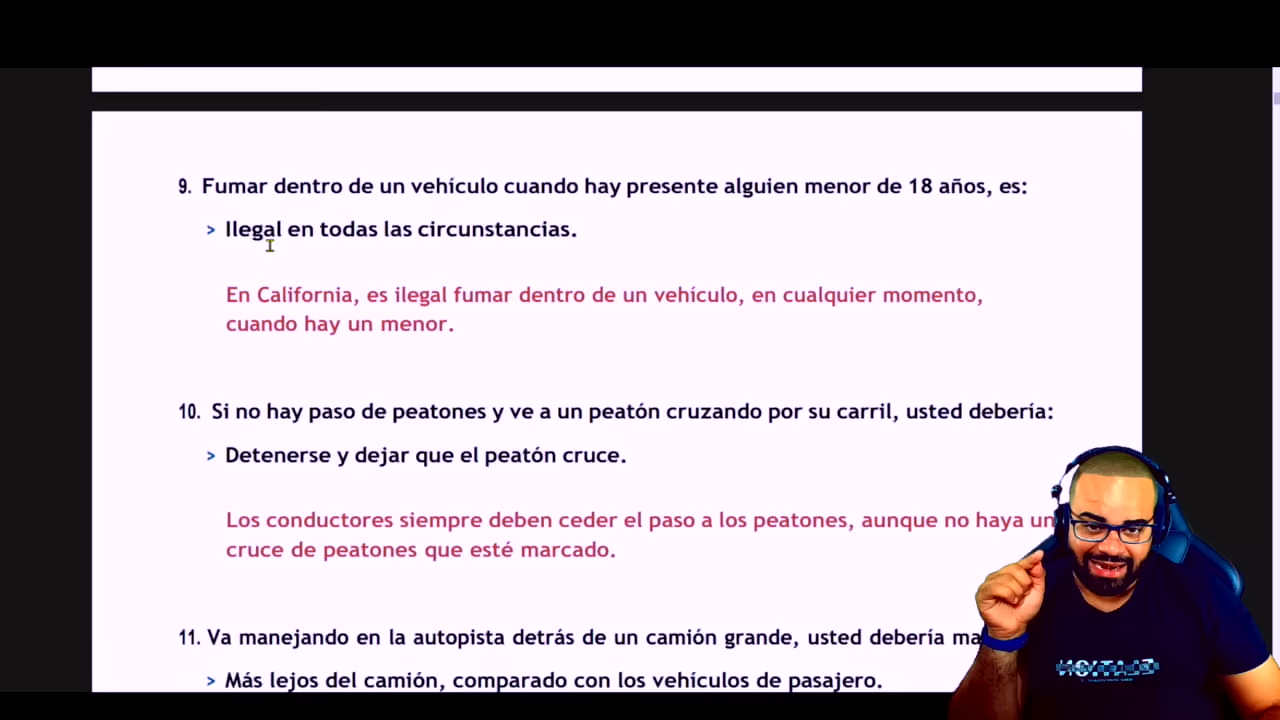 9. Fumar dentro de un vehículo cuando hay presente alguien menor de 18 años, es:
> Ilegal en todas las circunstancias.
En California, es ilegal fumar dentro de un vehículo, en cualquier momento,
cuando hay un menor.
10. Si no hay paso de peatones y ve a un peatón cruzando por su carril, usted debería:
> Detenerse y dejar que el peatón cruce.
Los conductores siempre deben ceder el paso a los peatones, aunque no haya un
cruce de peatones que esté marcado.
11. Va manejando en la autopista detrás de un camión grande, usted debería
> Más lejos del camión, comparado con los vehículos de pasajero.